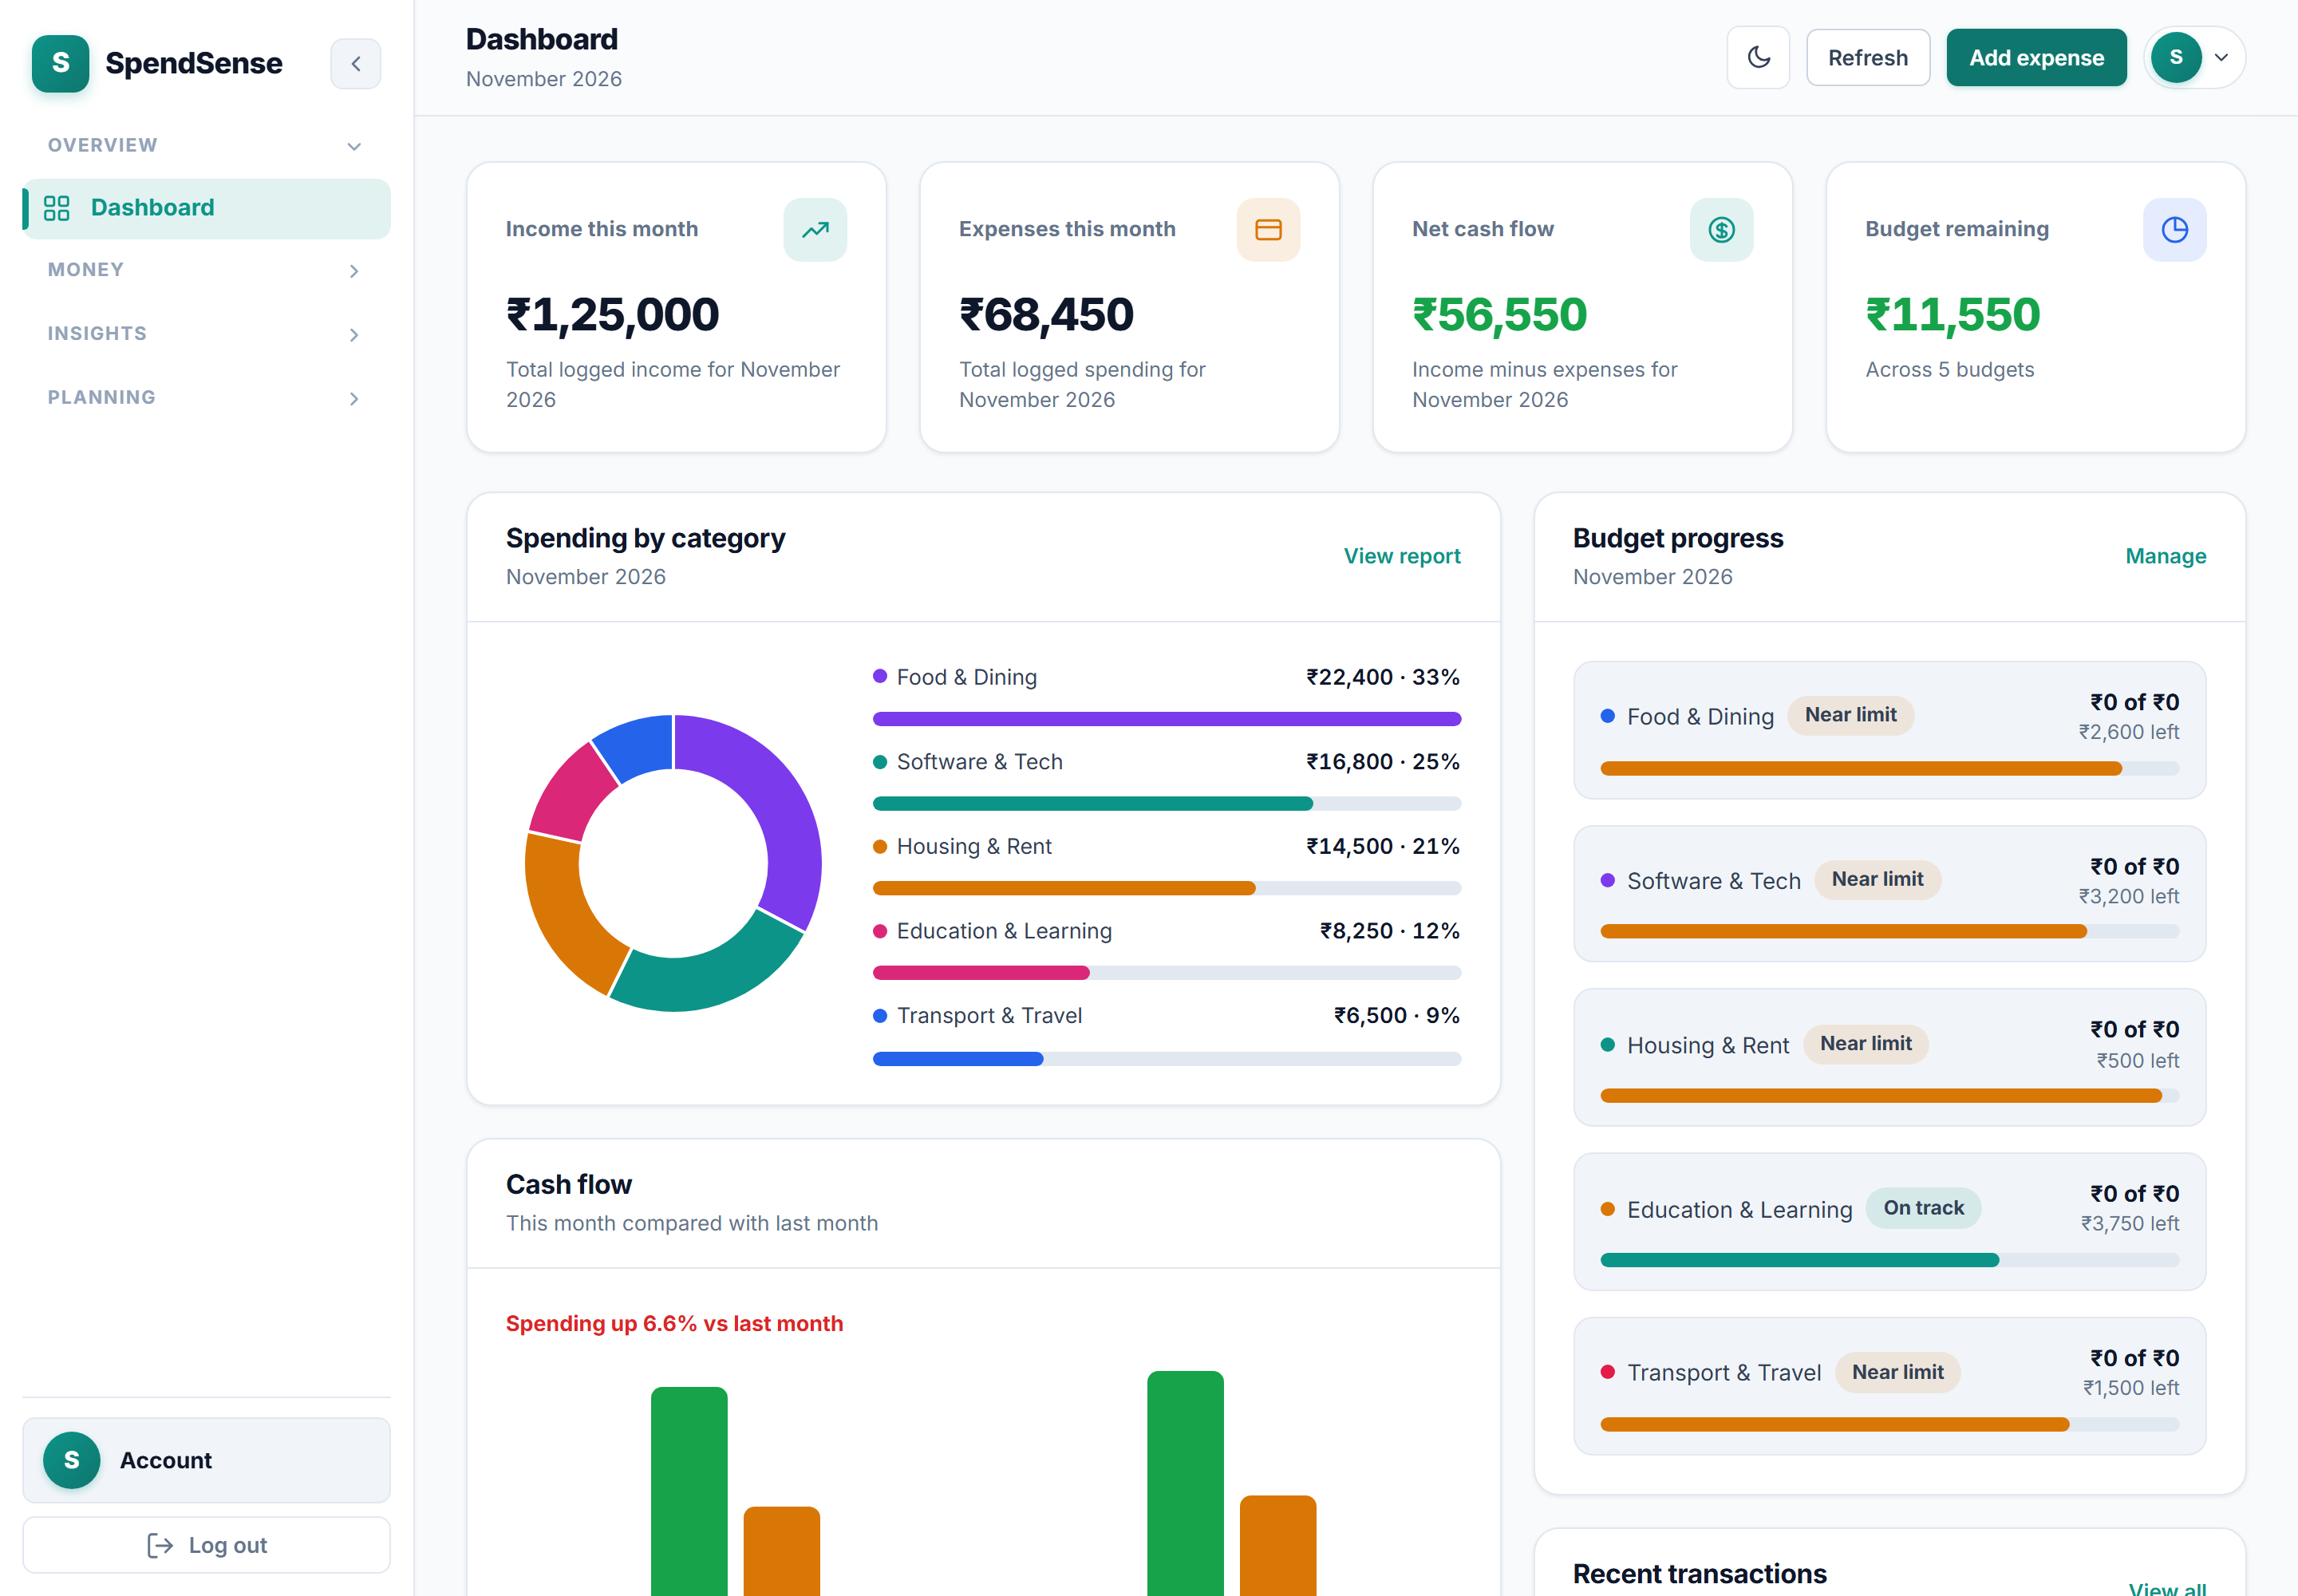 S SpendSense
OVERVIEW
Dashboard
MONEY
INSIGHTS
PLANNING
S Account
Log out
Dashboard
November 2026
Refresh
Add expense
S
Income this month
₹1,25,000
Total logged income for November
2026
Expenses this month
₹68,450
Total logged spending for
November 2026
Net cash flow
₹56,550
Income minus expenses for
November 2026
Budget remaining
₹11,550
Across 5 budgets
Spending by category
November 2026
View report
Food & Dining ₹22,400 · 33%
Software & Tech ₹16,800 · 25%
Housing & Rent ₹14,500 · 21%
Education & Learning ₹8,250 · 12%
Transport & Travel ₹6,500 · 9%
Cash flow
This month compared with last month
Spending up 6.6% vs last month
Budget progress
November 2026
Manage
Food & Dining Near limit ₹0 of ₹0
₹2,600 left
Software & Tech Near limit ₹0 of ₹0
₹3,200 left
Housing & Rent Near limit ₹0 of ₹0
₹500 left
Education & Learning On track ₹0 of ₹0
₹3,750 left
Transport & Travel Near limit ₹0 of ₹0
₹1,500 left
Recent transactions
View all